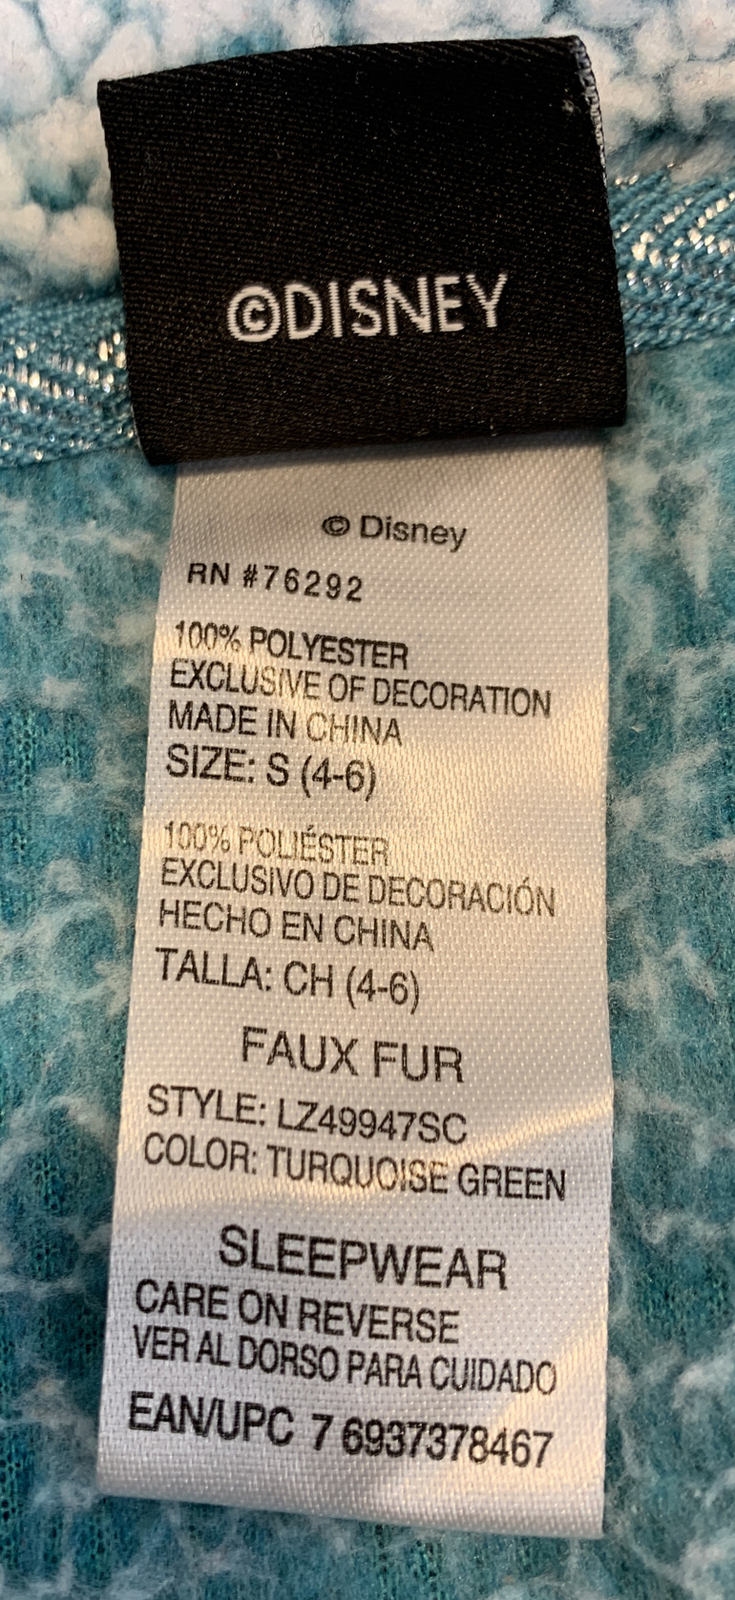 ©DISNEY
© Disney
RN #76292
100% POLYESTER
EXCLUSIVE OF DECORATION
MADE IN CHINA
SIZE: S (4-6)
100% POLIÉSTER
EXCLUSIVO DE DECORACIÓN
HECHO EN CHINA
TALLA: CH (4-6)
FAUX FUR
STYLE: LZ49947SC
COLOR: TURQUOISE GREEN
SLEEPWEAR
CARE ON REVERSE
VER AL DORSO PARA CUIDADO
EAN/UPC 7 6937378467